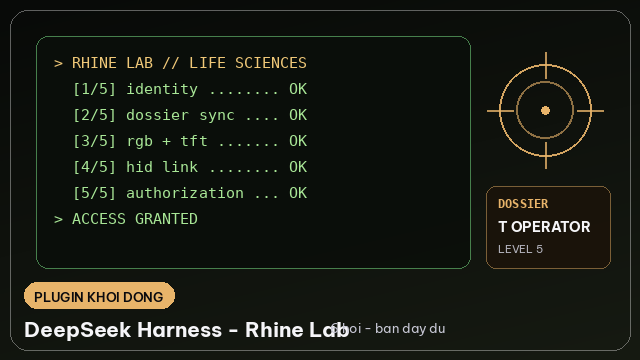 > RHINE LAB // LIFE SCIENCES
[1/5] identity ........ OK
[2/5] dossier sync .... OK
[3/5] rgb + tft ....... OK
[4/5] hid link ........ OK
[5/5] authorization ... OK
> ACCESS GRANTED
DOSSIER
T OPERATOR
LEVEL 5
PLUGIN KHOI DONG
DeepSeek Harness - Rhine Lab
khoi - ban day du